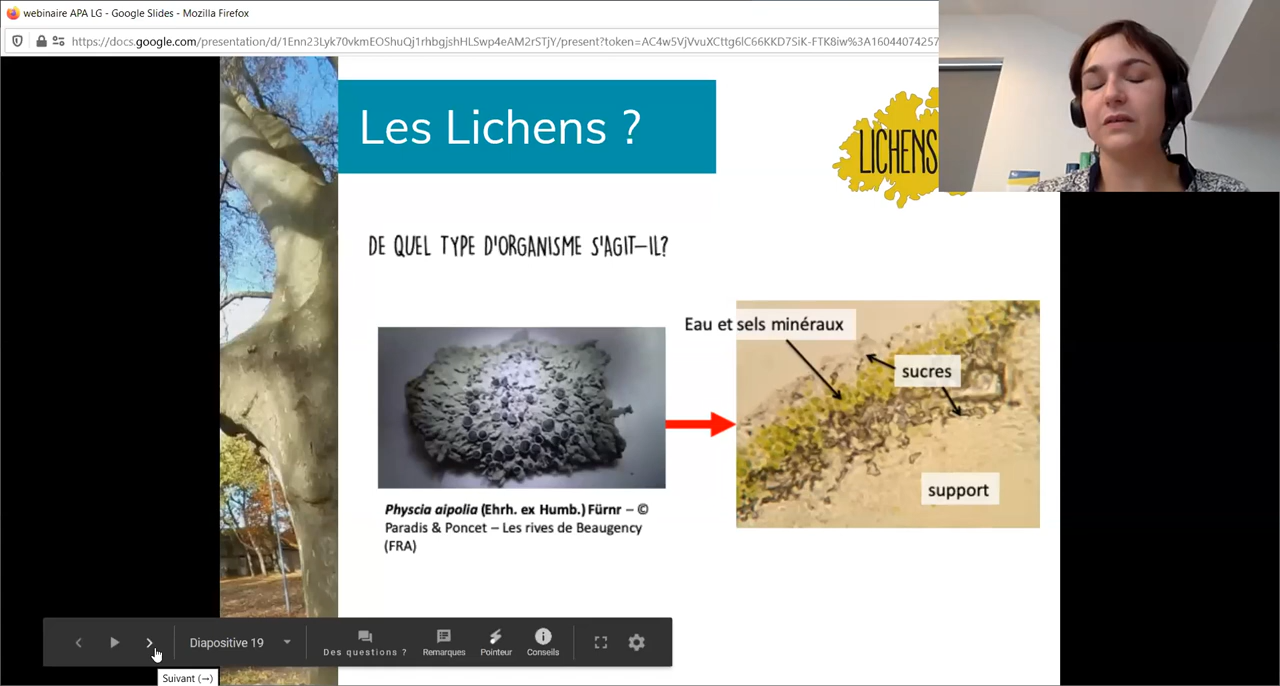 webinaire APA LG - Google Slides - Mozilla Firefox
https://docs.google.com/presentation/d/1Enn23Lyk70vkmEOShuQj1rhbgjshHLSwp4eAM2rSTjY/present?token=AC4w5VjVvuXCttg6lC66KKD7SiK-FTK8iw%3A16044074257
Les Lichens ?
LICHENS
DE QUEL TYPE D'ORGANISME S'AGIT-IL?
Eau et sels minéraux
sucres
support
Physcia aipolia (Ehrh. ex Humb.) Fürnr – ©
Paradis & Poncet – Les rives de Beaugency
(FRA)
Diapositive 19
Des questions ?
Remarques
Pointeur
Conseils
Suivant (→)